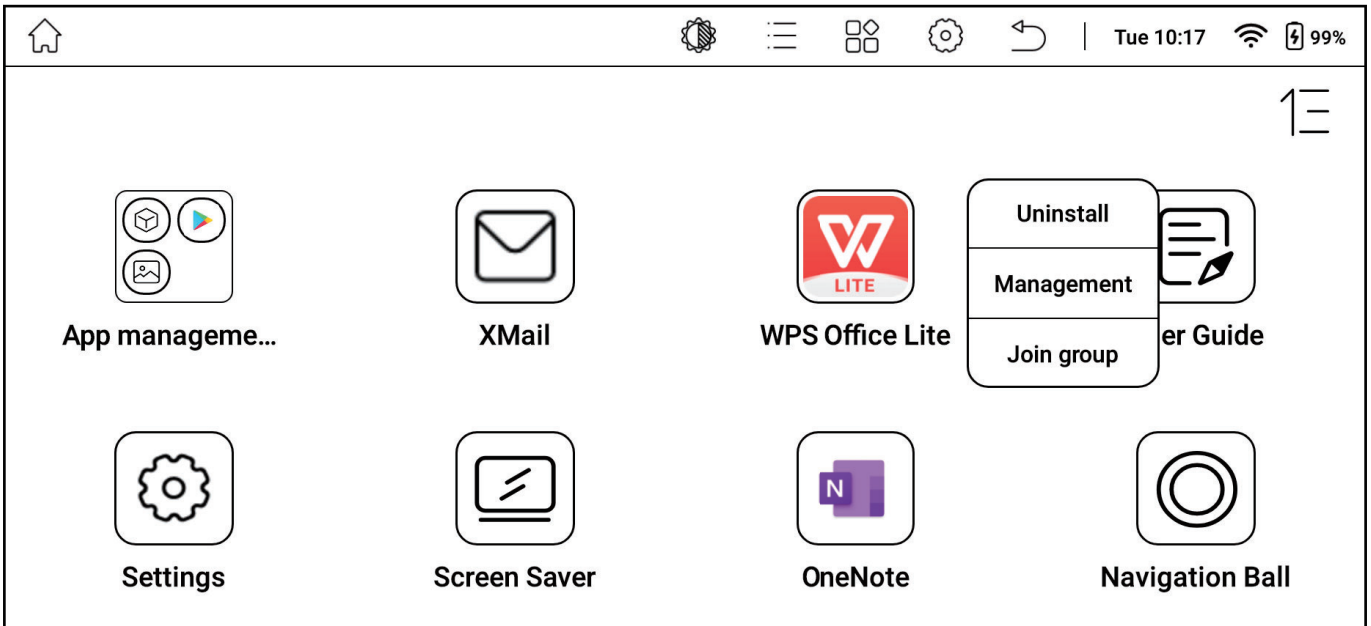 Tue 10:17 99%
1
Uninstall
Management
Join group
LITE
App manageme...
XMail
WPS Office Lite
er Guide
N
Settings
Screen Saver
OneNote
Navigation Ball